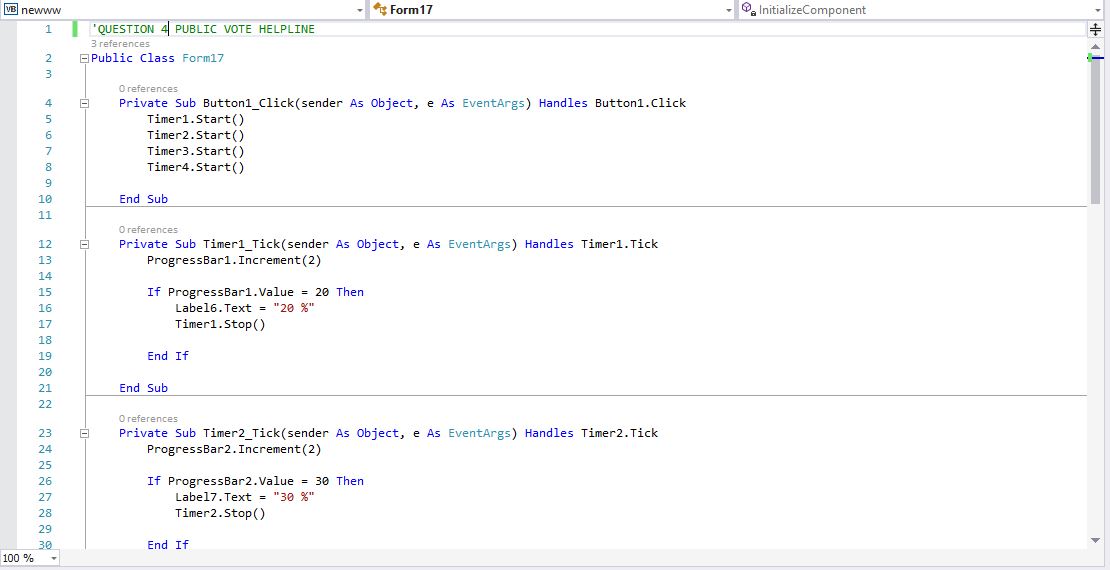 newww Form17 InitializeComponent
1 'QUESTION 4 PUBLIC VOTE HELPLINE
3 references
2 Public Class Form17
3
0 references
4 Private Sub Button1_Click(sender As Object, e As EventArgs) Handles Button1.Click
5 Timer1.Start()
6 Timer2.Start()
7 Timer3.Start()
8 Timer4.Start()
9
10 End Sub
11
0 references
12 Private Sub Timer1_Tick(sender As Object, e As EventArgs) Handles Timer1.Tick
13 ProgressBar1.Increment(2)
14
15 If ProgressBar1.Value = 20 Then
16 Label6.Text = "20 %"
17 Timer1.Stop()
18
19 End If
20
21 End Sub
22
0 references
23 Private Sub Timer2_Tick(sender As Object, e As EventArgs) Handles Timer2.Tick
24 ProgressBar2.Increment(2)
25
26 If ProgressBar2.Value = 30 Then
27 Label7.Text = "30 %"
28 Timer2.Stop()
29
30 End If
100 %